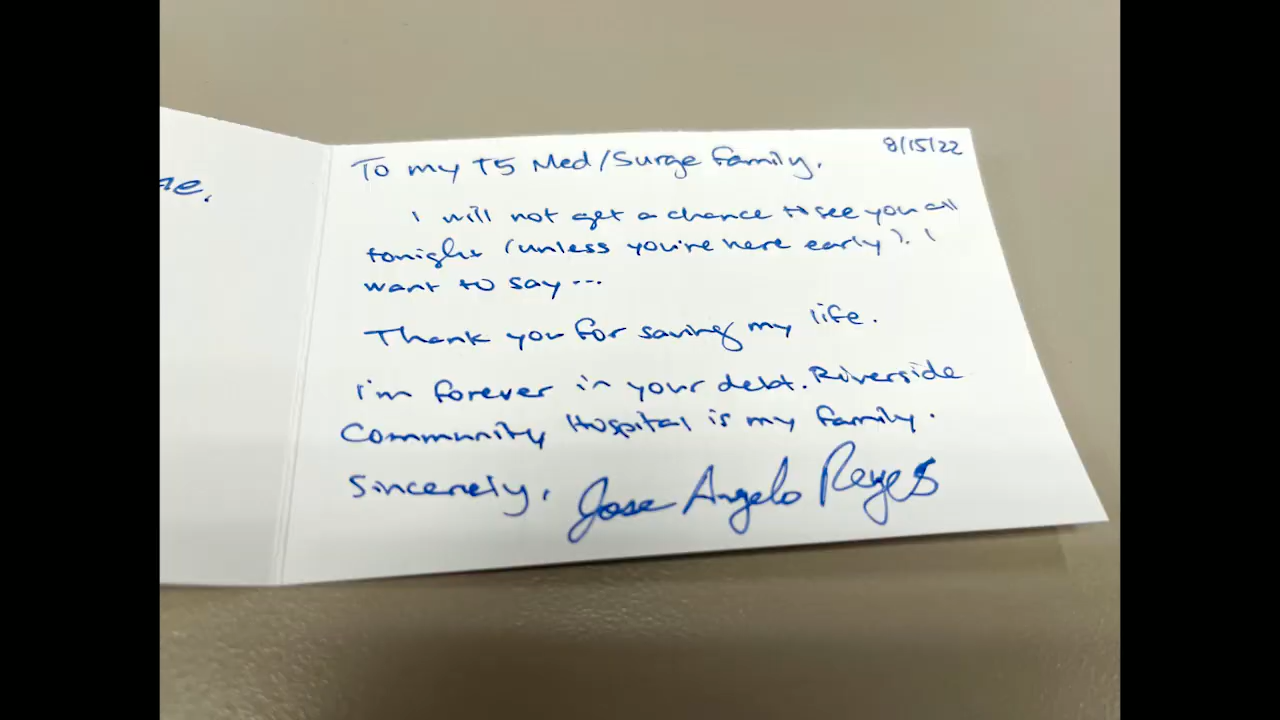 ne.
8/15/22
To my T5 Med/Surge family,
I will not get a chance to see you all
tonight (unless you're here early). I
want to say...
Thank you for saving my life.
I'm forever in your debt. Riverside
Community Hospital is my family.
Sincerely, Jose Angelo Reyes